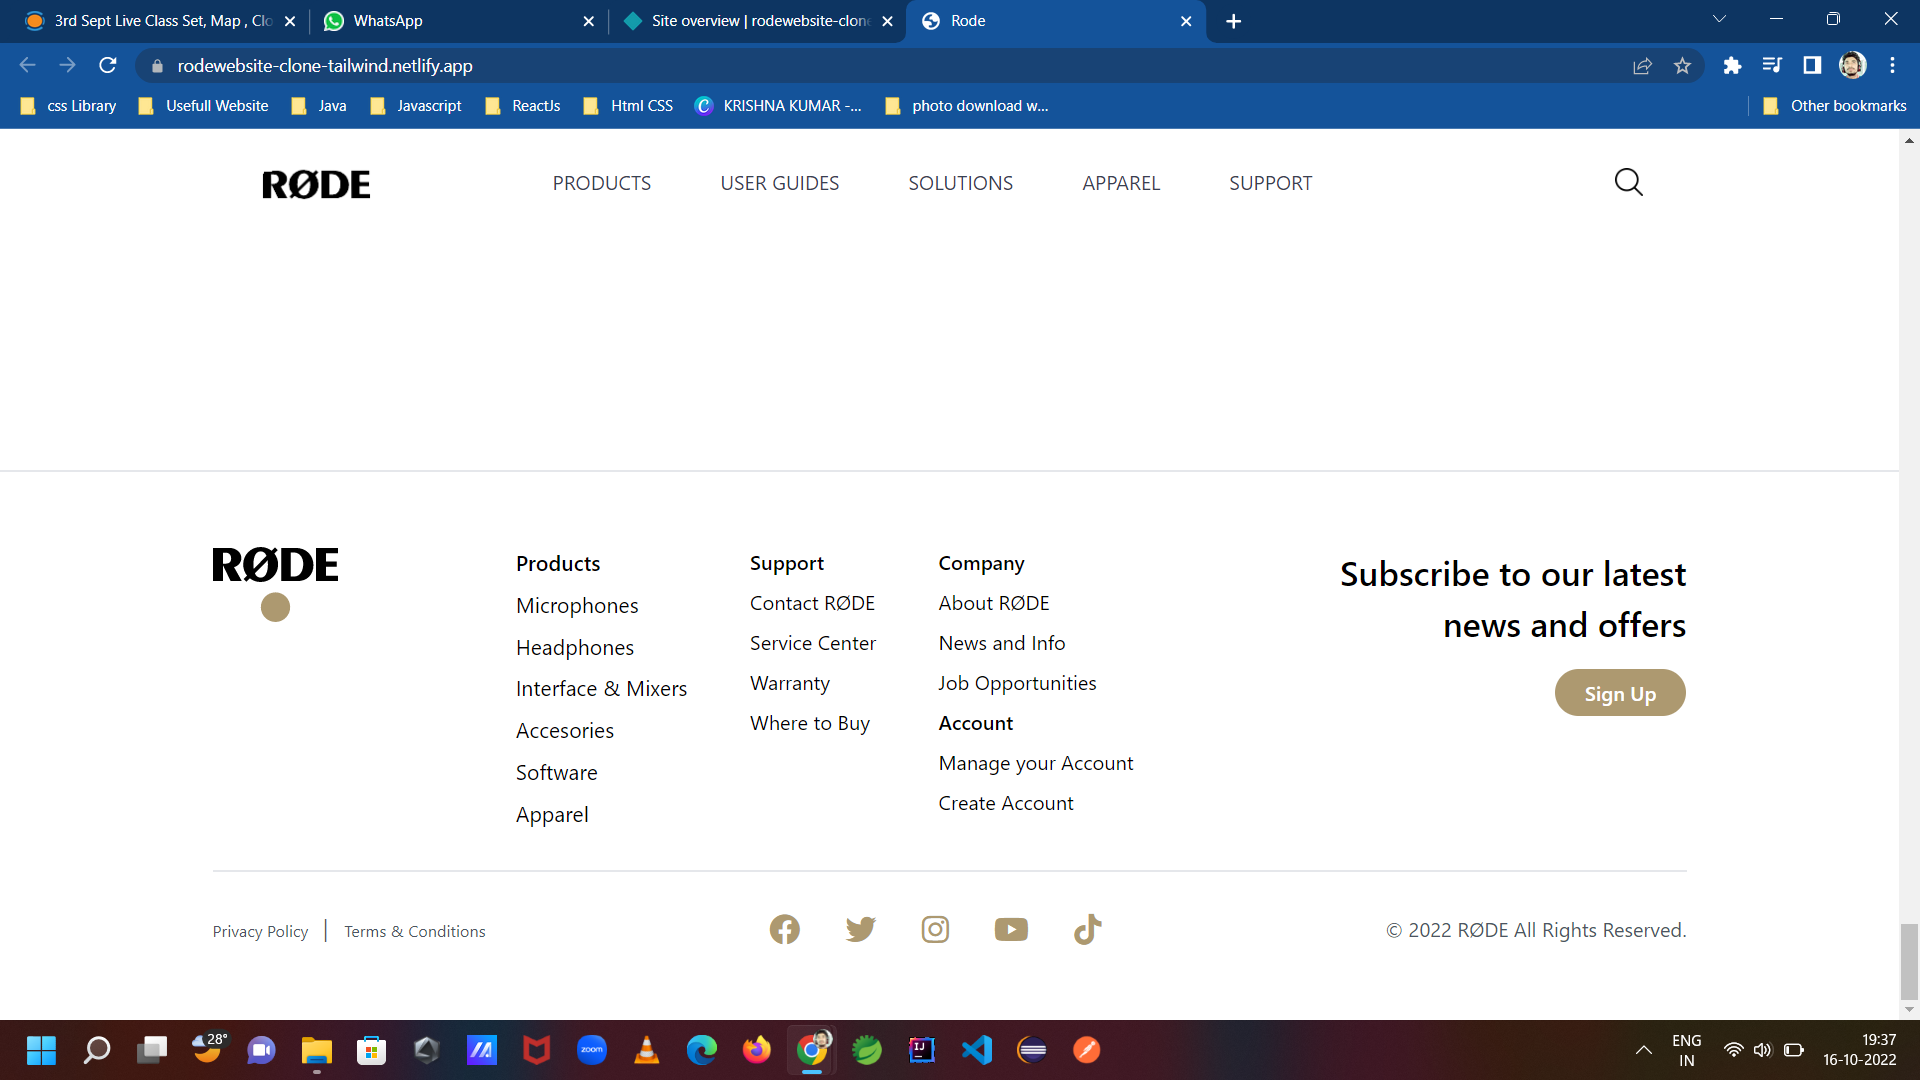 3rd Sept Live Class Set, Map , Clo
WhatsApp
Site overview | rodewebsite-clone
Rode
rodewebsite-clone-tailwind.netlify.app
css Library
Usefull Website
Java
Javascript
ReactJs
Html CSS
KRISHNA KUMAR -...
photo download w...
Other bookmarks
RØDE
PRODUCTS
USER GUIDES
SOLUTIONS
APPAREL
SUPPORT
RØDE
Products
Microphones
Headphones
Interface & Mixers
Accesories
Software
Apparel
Support
Contact RØDE
Service Center
Warranty
Where to Buy
Company
About RØDE
News and Info
Job Opportunities
Account
Manage your Account
Create Account
Subscribe to our latest
news and offers
Sign Up
Privacy Policy | Terms & Conditions
© 2022 RØDE All Rights Reserved.
28°
zoom
IJ
ENG
IN
19:37
16-10-2022